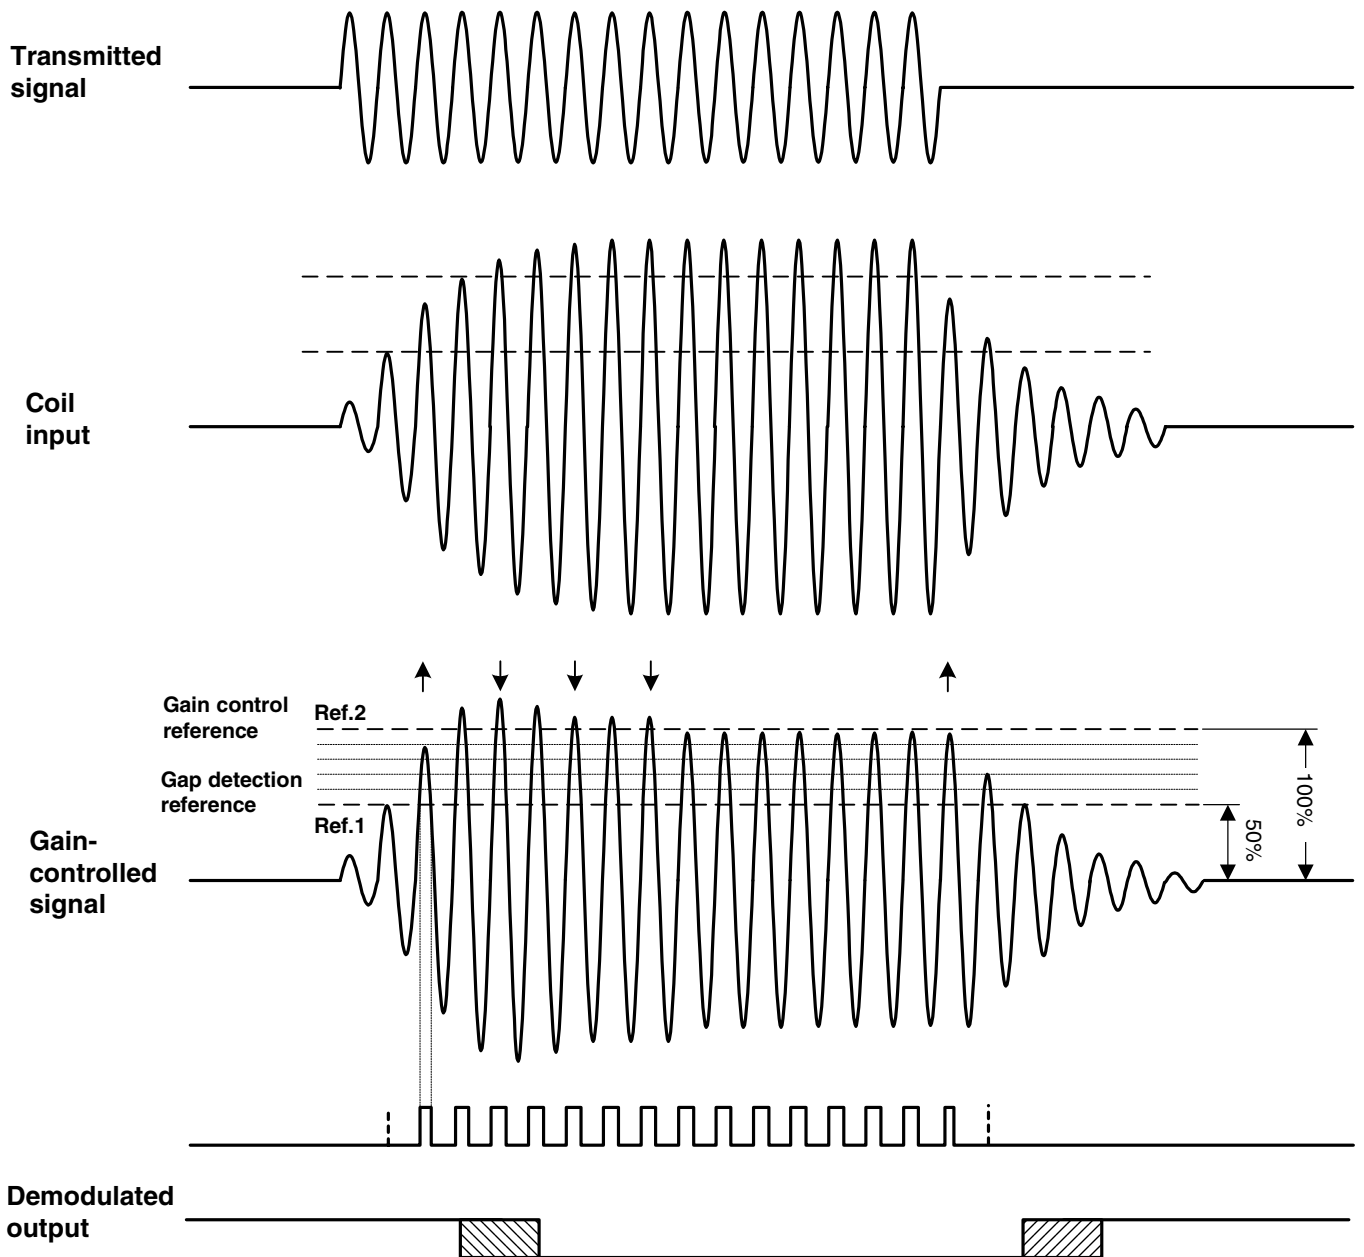 Transmitted
signal
Coil
input
Gain control
reference
Ref.2
Gap detection
reference
Ref.1
100%
50%
Gain-
controlled
signal
Demodulated
output